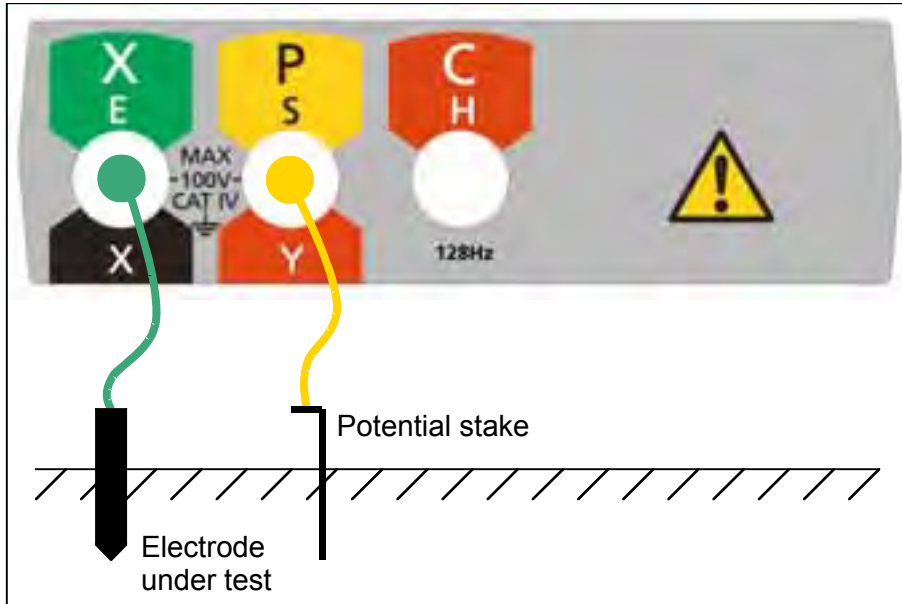 X
E
P
S
C
H
MAX
~100V~
CAT IV
X
Y
128Hz
Potential stake
Electrode
under test